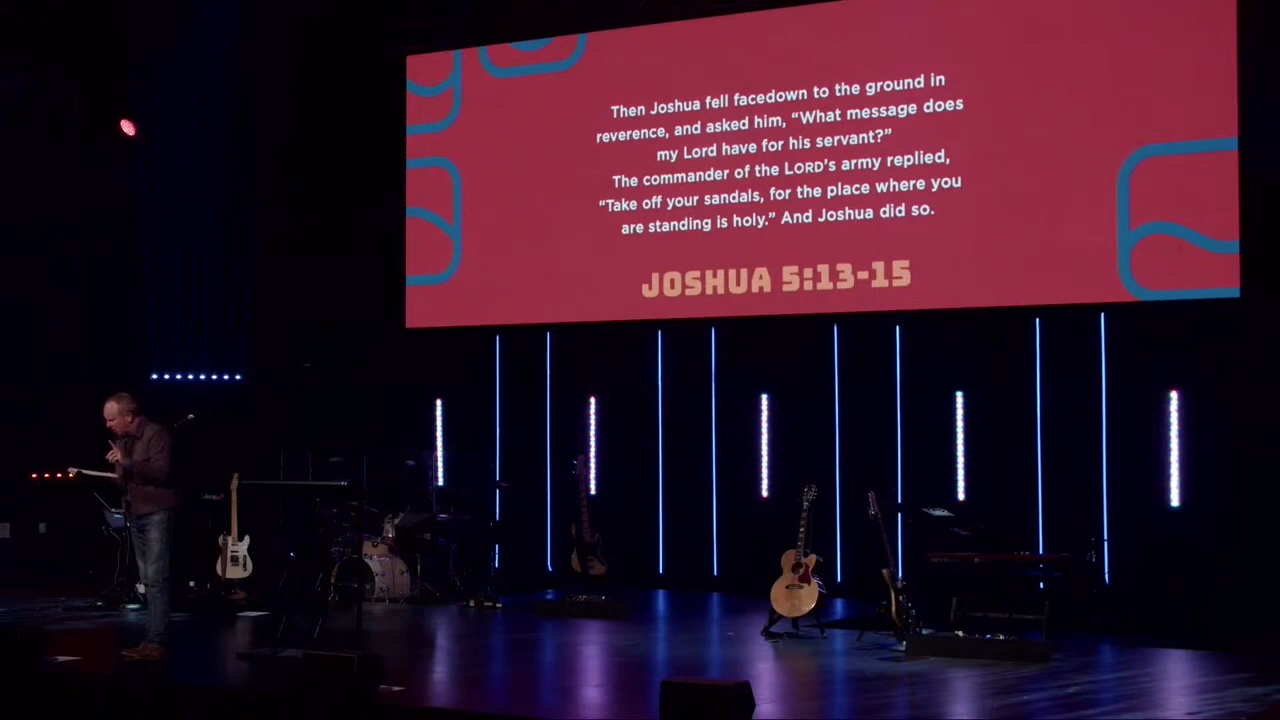 Then Joshua fell facedown to the ground in
reverence, and asked him, “What message does
my Lord have for his servant?”
The commander of the LORD’s army replied,
“Take off your sandals, for the place where you
are standing is holy.” And Joshua did so.
JOSHUA 5:13-15